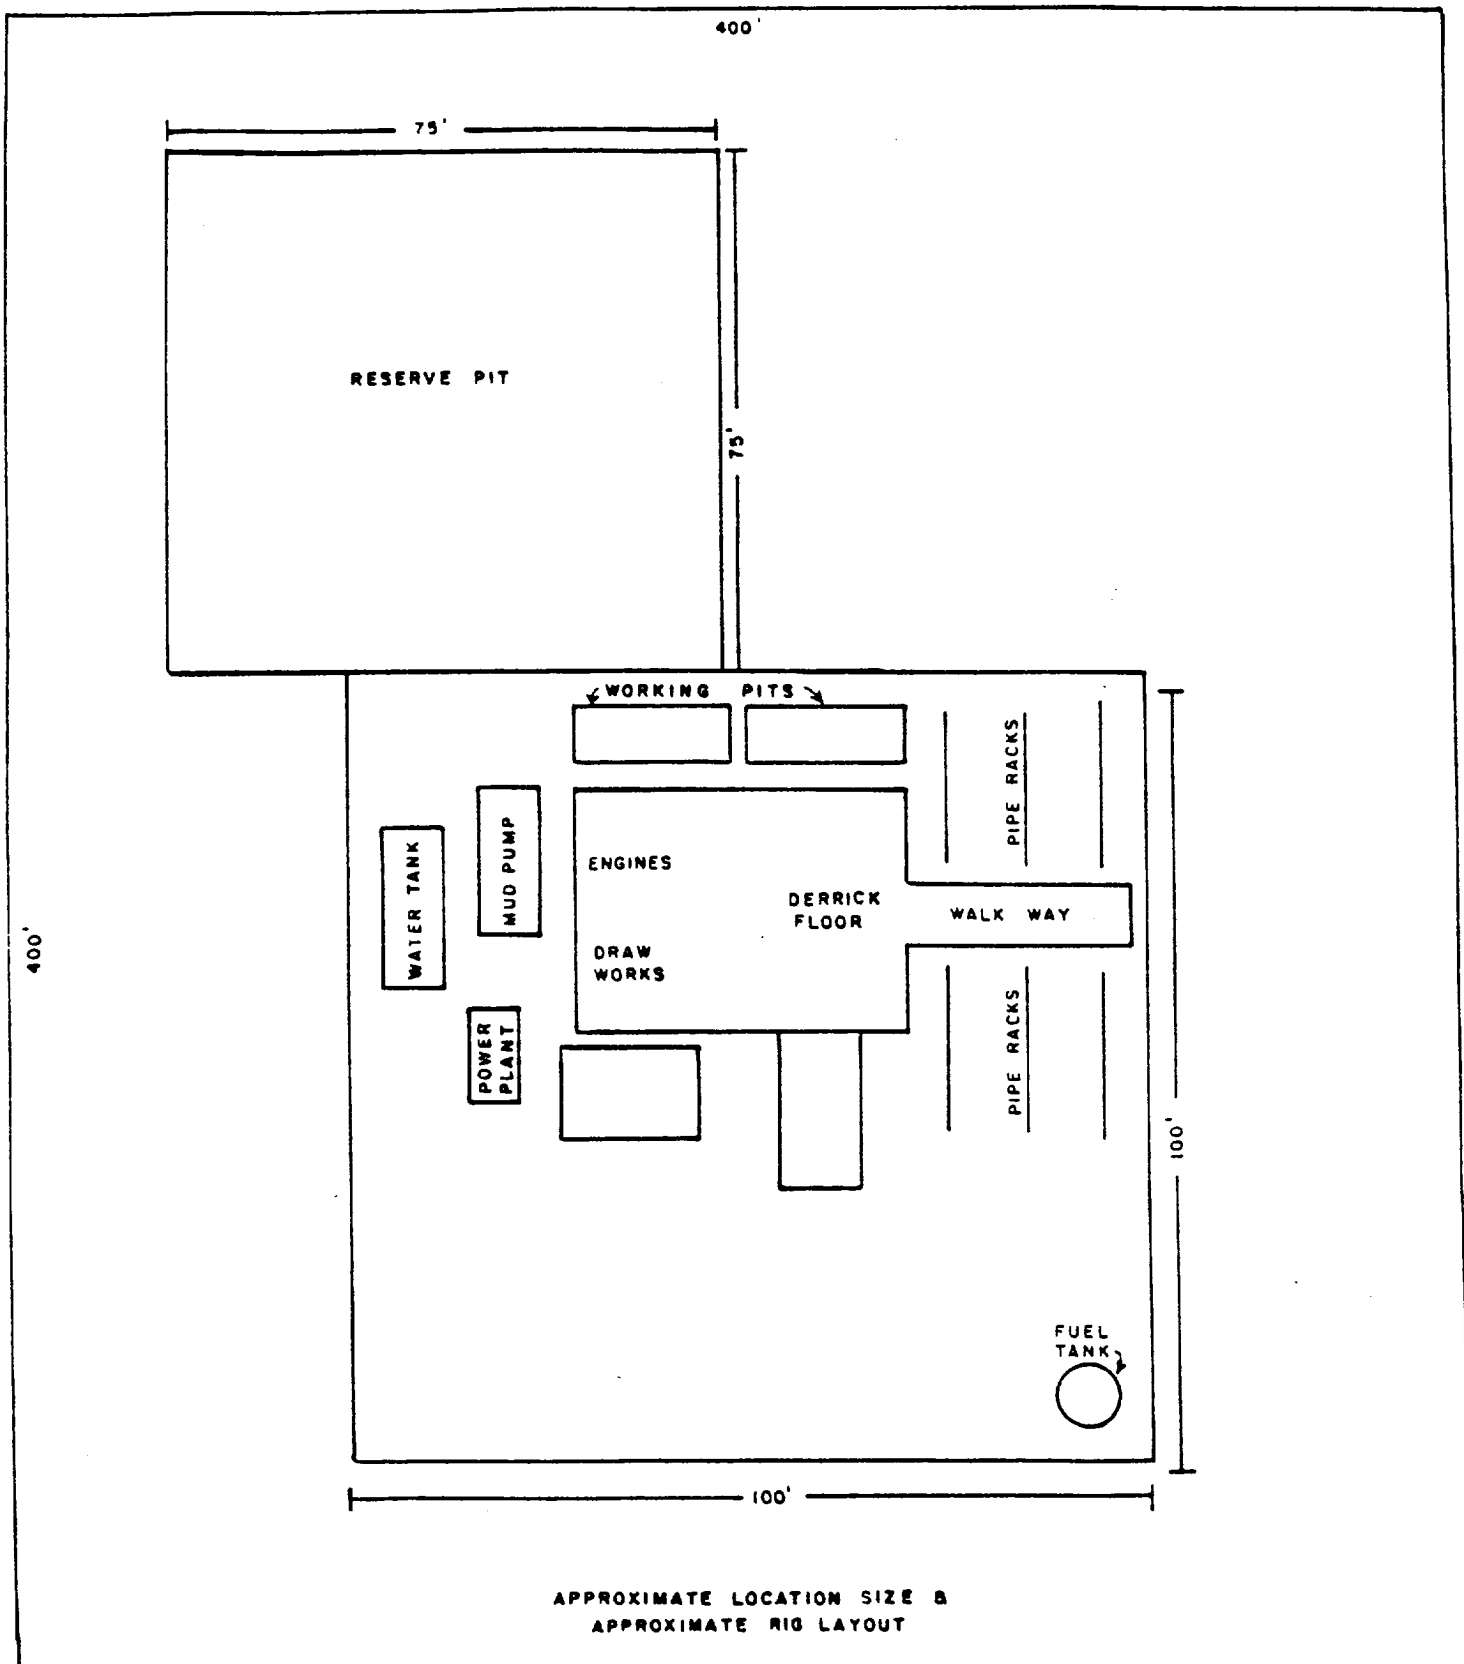 400'
75'
RESERVE PIT
75'
WORKING PITS
PIPE RACKS
MUD PUMP
WATER TANK
ENGINES
DERRICK
FLOOR
WALK WAY
400'
DRAW
WORKS
POWER
PLANT
PIPE RACKS
100'
FUEL
TANK
100'
APPROXIMATE LOCATION SIZE &
APPROXIMATE RIG LAYOUT